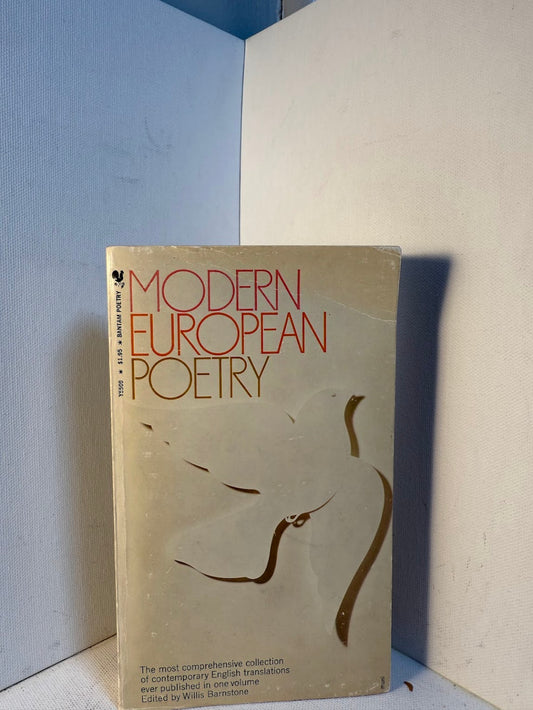 MODERN
EUROPEAN
POETRY
Y5500 ★ $1.95 ★ BANTAM POETRY
The most comprehensive collection
of contemporary English translations
ever published in one volume
Edited by Willis Barnstone